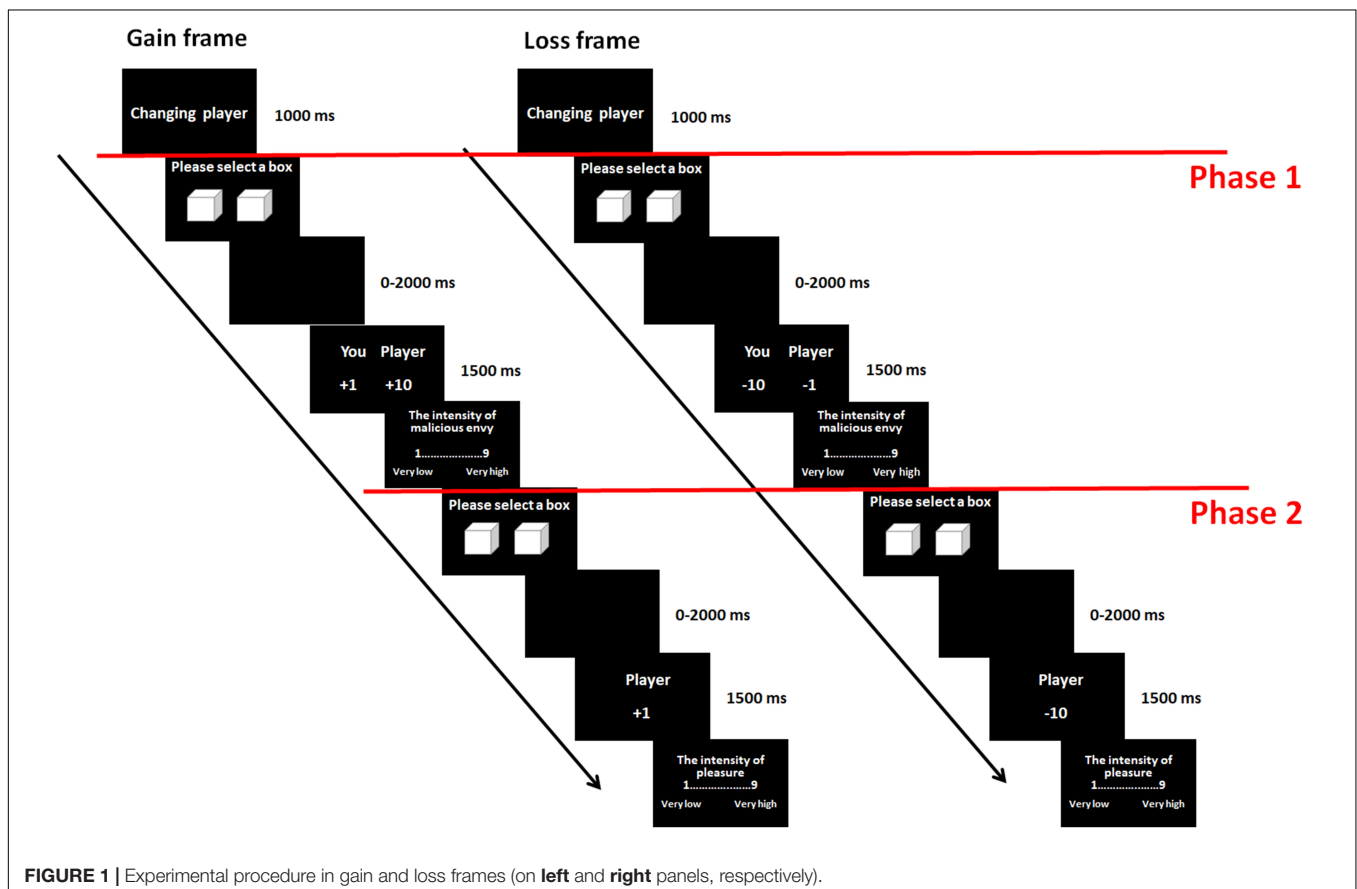 Gain frame
Loss frame
Changing player
1000 ms
Changing player
1000 ms
Phase 1
Please select a box
Please select a box
0-2000 ms
0-2000 ms
You Player
+1 +10
1500 ms
You Player
-10 -1
1500 ms
The intensity of
malicious envy
1..................9
Very low Very high
The intensity of
malicious envy
1..................9
Very low Very high
Phase 2
Please select a box
Please select a box
0-2000 ms
0-2000 ms
Player
+1
1500 ms
Player
-10
1500 ms
The intensity of
pleasure
1..................9
Very low Very high
The intensity of
pleasure
1..................9
Very low Very high
FIGURE 1 | Experimental procedure in gain and loss frames (on left and right panels, respectively).